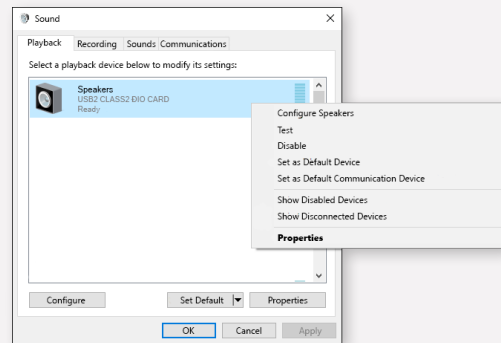 Sound
Playback Recording Sounds Communications
Select a playback device below to modify its settings:
Speakers
USB2 CLASS2 ĐIO CARD
Ready
Configure Speakers
Test
Disable
Set as Default Device
Set as Default Communication Device
Show Disabled Devices
Show Disconnected Devices
Properties
Configure Set Default Properties
OK Cancel Apply